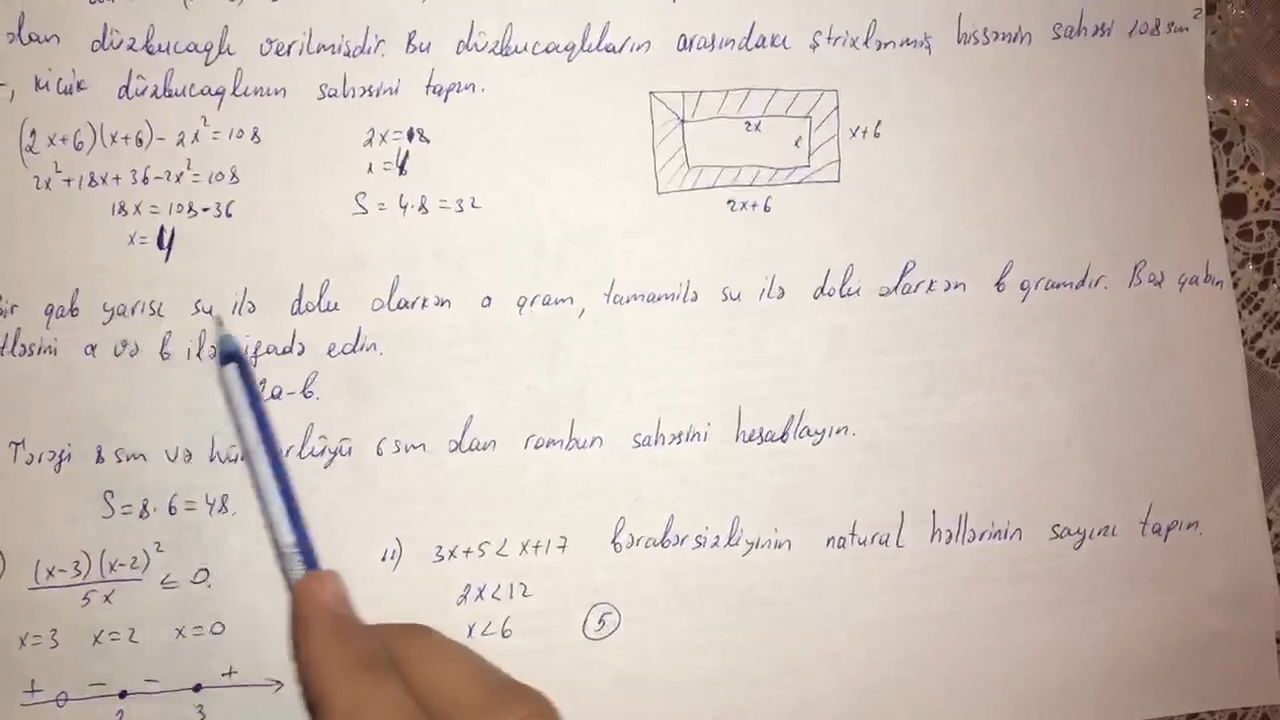 olan düzbucaqlı verilmişdir. Bu düzbucaqlıların arasındakı ştrixlənmiş hissənin sahəsi 108 sm²
, kiçik düzbucaqlının sahəsini tapın.
(2x+6)(x+6)-2x²=108
2x²+18x+36-2x²=108
18x=108-36
x=4
2x=8
x=4
S=4·8=32
2x
x+6
2x+6
Bir qab yarısı su ilə dolu olarkən a qram, tamamilə su ilə dolu olarkən b qramdır. Boş qabın
a və b ilə ifadə edin.
2a-b.
Tərəfi 8 sm və hündürlüyü 6 sm olan rombun sahəsini hesablayın.
S=8·6=48.
(x-3)(x-2)²/5x ≤ 0.
x=3 x=2 x=0
+ - - +
2 3
11) 3x+5<x+17 bərabərsizliyinin natural həllərinin sayını tapın.
2x<12
x<6
5